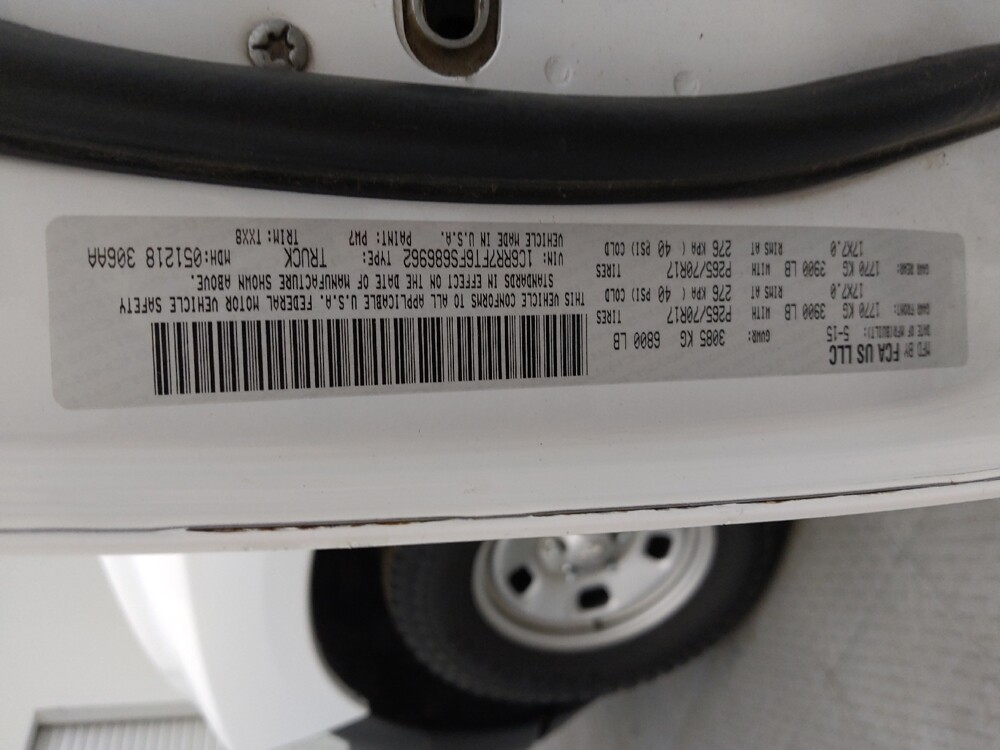 MFD BY FCA US LLC
DATE OF MFR(BUILT): 5-15 GVWR: 3085 KG 6800 LB
GAWR FRONT: 1770 KG 3900 LB WITH P265/70R17 TIRES
17X7.0 RIMS AT 276 KPA ( 40 PSI) COLD
GAWR REAR: 1770 KG 3900 LB WITH P265/70R17 TIRES
17X7.0 RIMS AT 276 KPA ( 40 PSI) COLD
THIS VEHICLE CONFORMS TO ALL APPLICABLE U.S.A. FEDERAL MOTOR VEHICLE SAFETY
STANDARDS IN EFFECT ON THE DATE OF MANUFACTURE SHOWN ABOVE.
VIN: 1C6RR7FT6FS686962 TYPE: TRUCK MDH: 051218 306AA
VEHICLE MADE IN U.S.A. PAINT: PW7 TRIM: TXX8